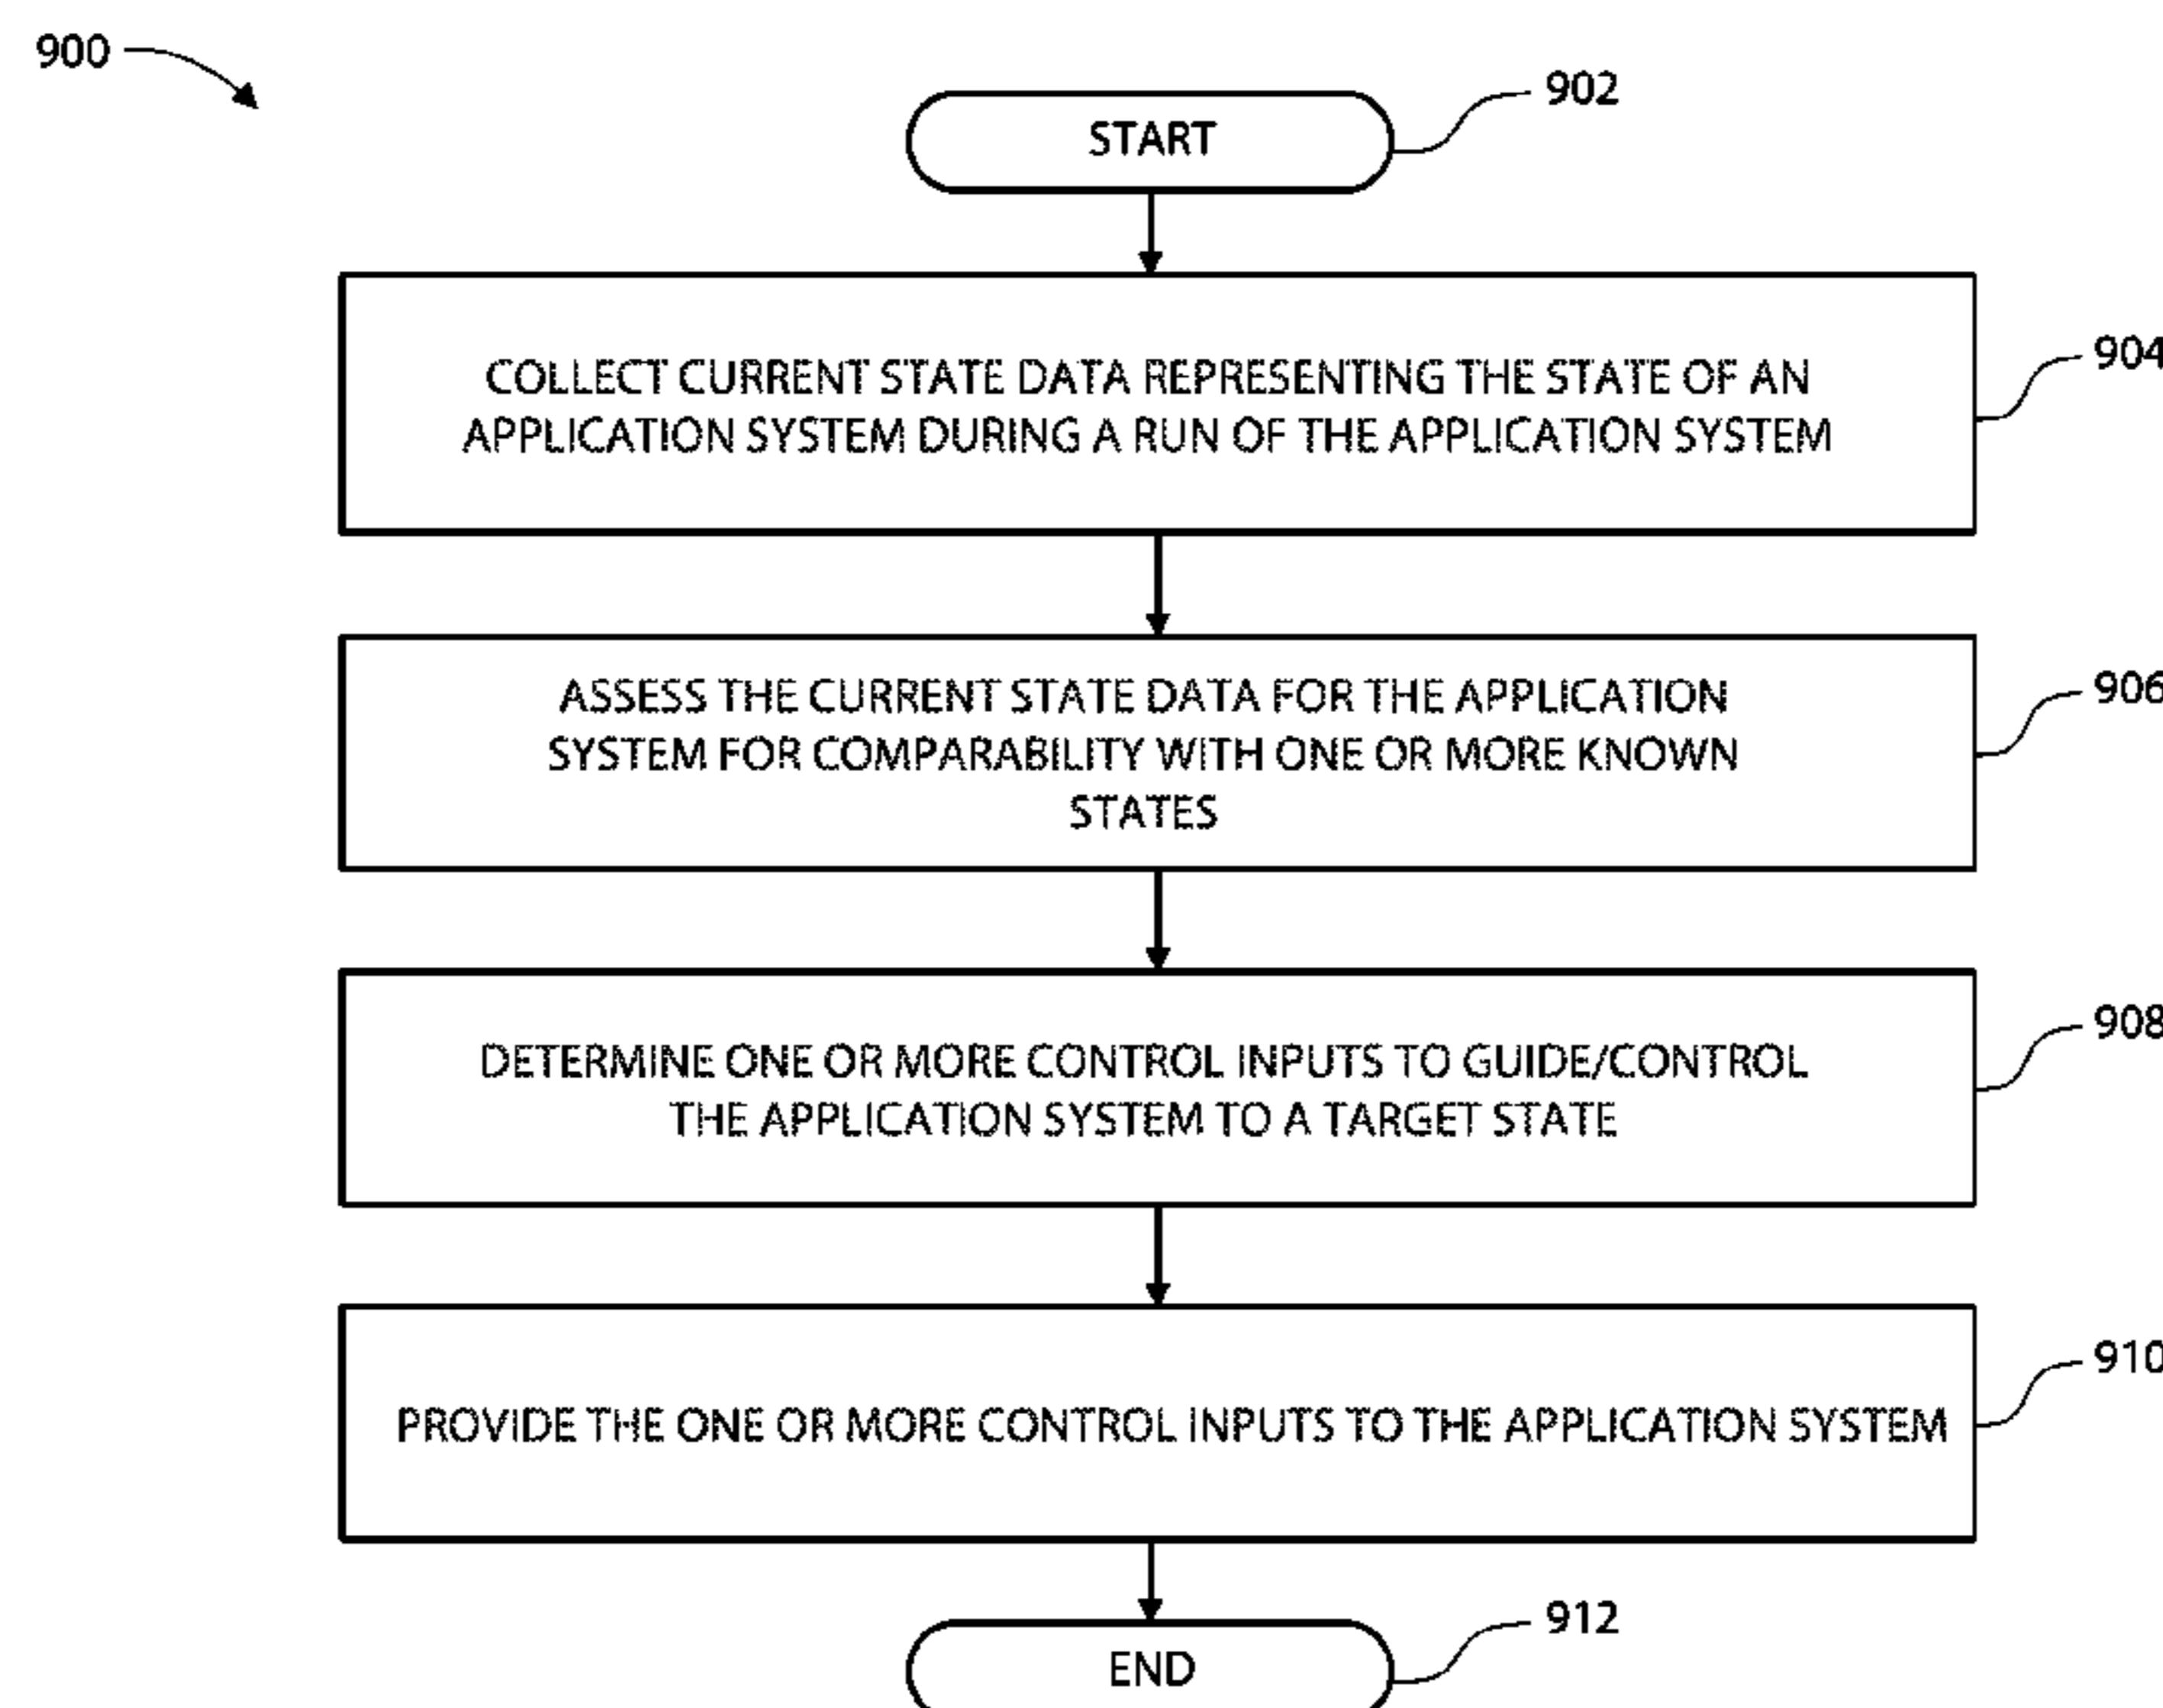 900
902
START
COLLECT CURRENT STATE DATA REPRESENTING THE STATE OF AN
APPLICATION SYSTEM DURING A RUN OF THE APPLICATION SYSTEM
904
ASSESS THE CURRENT STATE DATA FOR THE APPLICATION
SYSTEM FOR COMPARABILITY WITH ONE OR MORE KNOWN
STATES
906
DETERMINE ONE OR MORE CONTROL INPUTS TO GUIDE/CONTROL
THE APPLICATION SYSTEM TO A TARGET STATE
908
PROVIDE THE ONE OR MORE CONTROL INPUTS TO THE APPLICATION SYSTEM
910
912
END